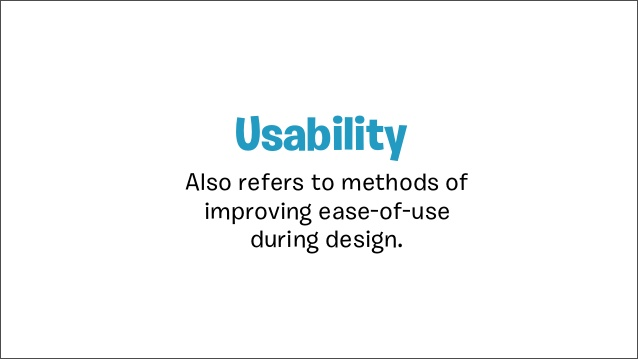 Usability
Also refers to methods of
improving ease-of-use
during design.